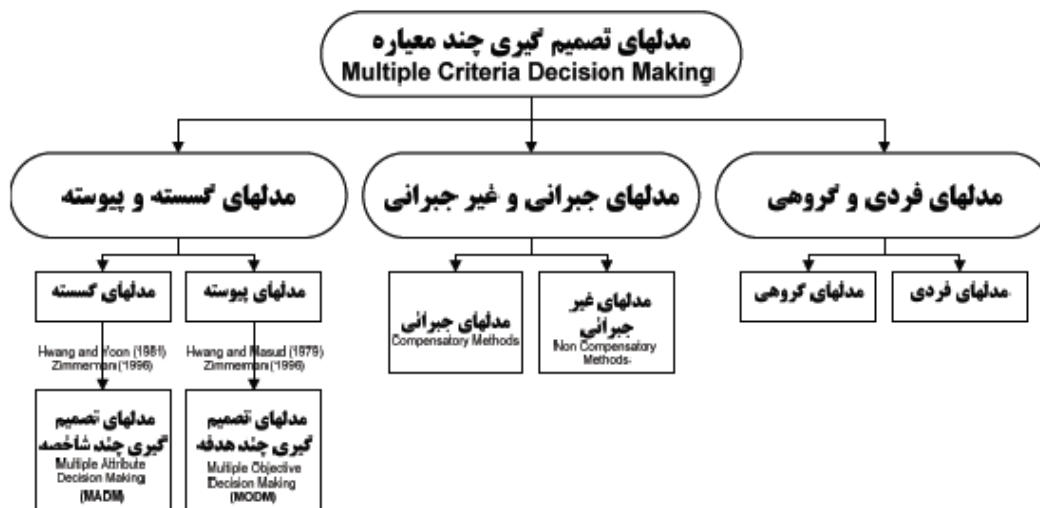 مدلهای تصمیم گیری چند معیاره
Multiple Criteria Decision Making
مدلهای گسسته و پیوسته
مدلهای جبرانی و غیر جبرانی
مدلهای فردی و گروهی
مدلهای گسسته
مدلهای پیوسته
مدلهای جبرانی
Compensatory Methods
مدلهای غیر
جبرانی
Non Compensatory
Methods
مدلهای گروهی
مدلهای فردی
Hwang and Yoon (1981)
Zimmerman (1996)
Hwang and Masud (1979)
Zimmerman (1996)
مدلهای تصمیم
گیری چند شاخصه
Multiple Attribute
Decision Making
(MADM)
مدلهای تصمیم
گیری چند هدفه
Multiple Objective
Decision Making
(MODM)